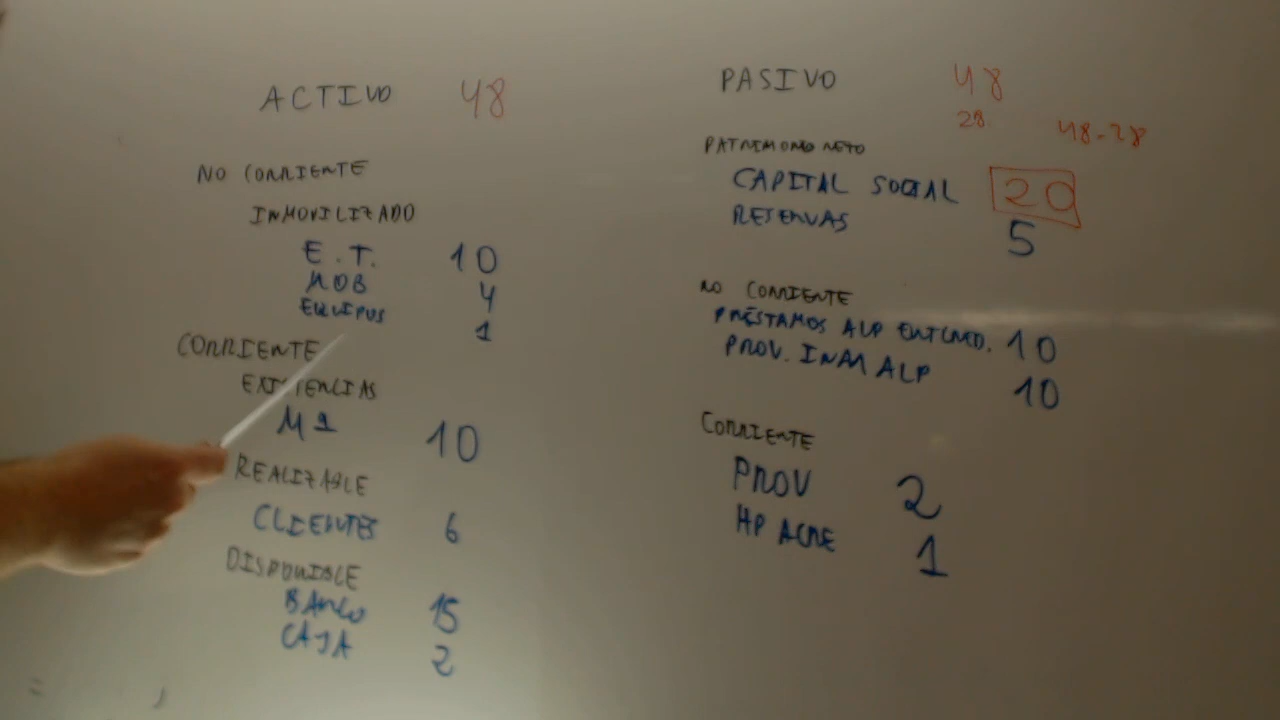 ACTIVO 48
NO CORRIENTE
INMOVILIZADO
E.T. 10
MOB 4
EQUIPOS 1
CORRIENTE
EXISTENCIAS
10
REALIZABLE
CLIENTES 6
DISPONIBLE
BANCO 15
CAJA 2
PASIVO 48
28 48-28
PATRIMONIO NETO
CAPITAL SOCIAL 20
RESERVAS 5
NO CORRIENTE
PRÉSTAMOS ALP ENT.CRED. 10
PROV. INM ALP 10
CORRIENTE
PROV 2
HP ACRE 1